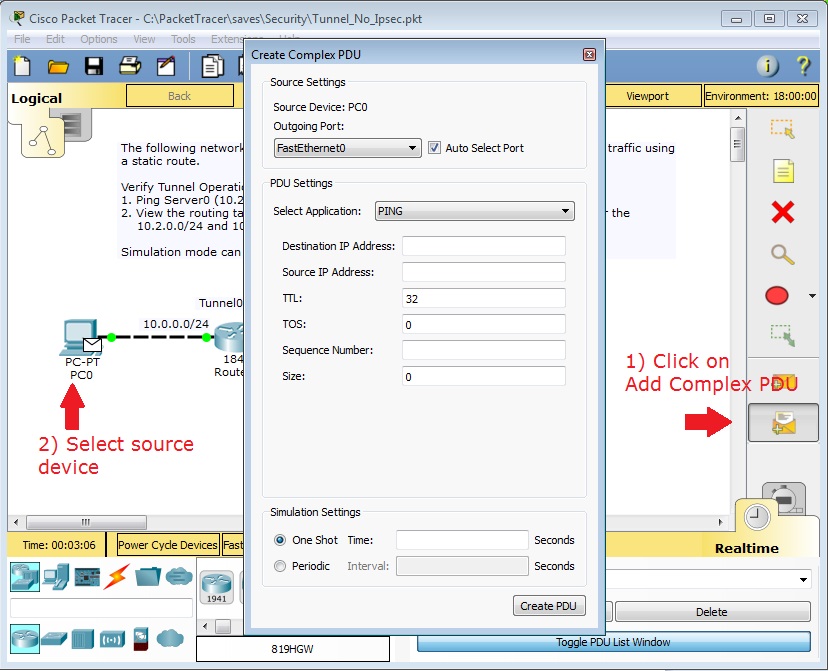 Cisco Packet Tracer - C:\PacketTracer\saves\Security\Tunnel_No_Ipsec.pkt
File Edit Options View Tools Extensions Help
Logical
Back
Viewport
Environment: 18:00:00
The following network
traffic using
a static route.
Verify Tunnel Operatio
1. Ping Server0 (10.2
2. View the routing ta
r the
10.2.0.0/24 and 10
Simulation mode can
Tunnel0
10.0.0.0/24
PC-PT
PC0
184
Route
2) Select source
device
Create Complex PDU
Source Settings
Source Device: PC0
Outgoing Port:
FastEthernet0
Auto Select Port
PDU Settings
Select Application: PING
Destination IP Address:
Source IP Address:
TTL: 32
TOS: 0
Sequence Number:
Size: 0
Simulation Settings
One Shot Time: Seconds
Periodic Interval: Seconds
Create PDU
1) Click on
Add Complex PDU
Time: 00:03:06
Power Cycle Devices
Fast
Realtime
1941
819HGW
Delete
Toggle PDU List Window